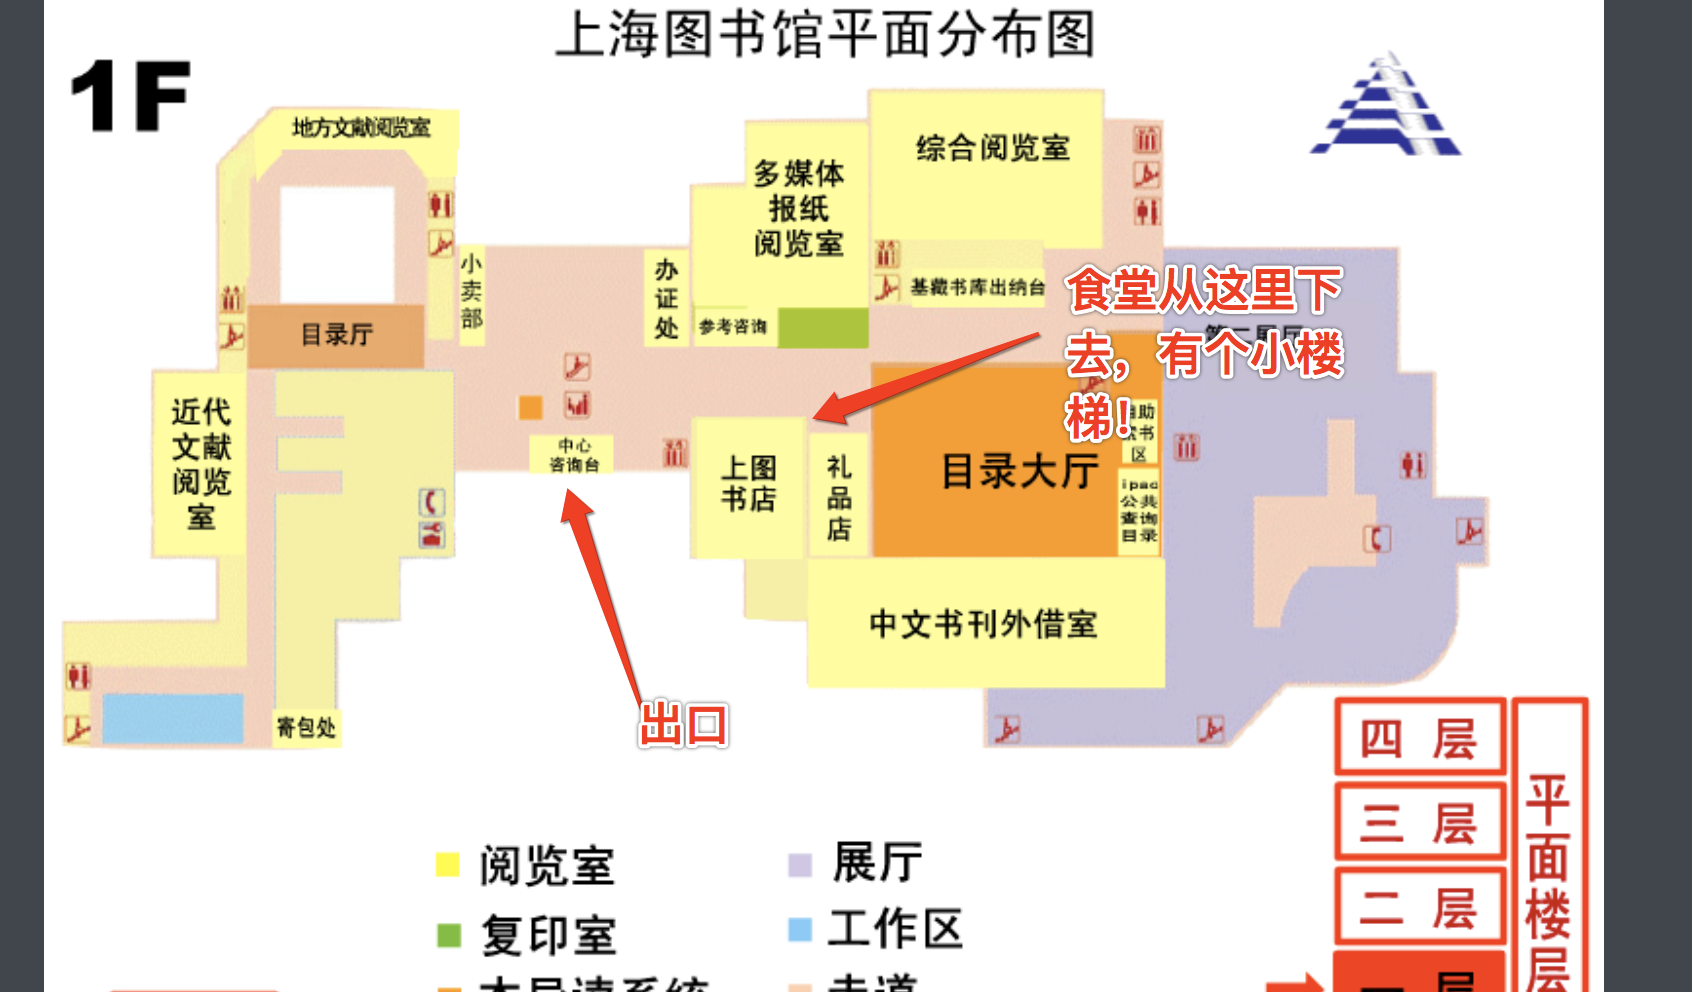 上海图书馆平面分布图
1F
地方文献阅览室
综合阅览室
多媒体
报纸
阅览室
小卖部
办证处
基藏书库出纳台
参考咨询
目录厅
食堂从这里下
去，有个小楼
梯！
近代
文献
阅览
室
中心
咨询台
上图
书店
礼品店
目录大厅
区
ipac
公共
查询
目录
中文书刊外借室
出口
寄包处
四 层
三 层
二 层
一 层
平面楼层
阅览室
展厅
复印室
工作区
走道